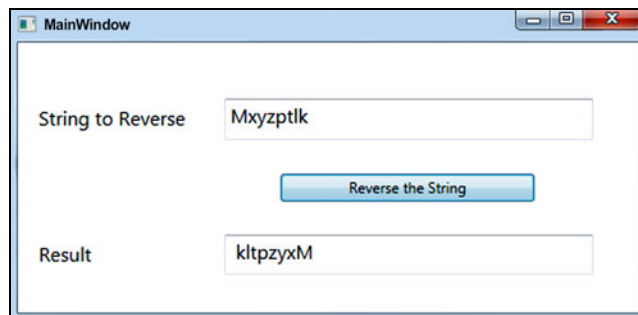 MainWindow
String to Reverse Mxyzptlk
Reverse the String
Result kltpzyxM